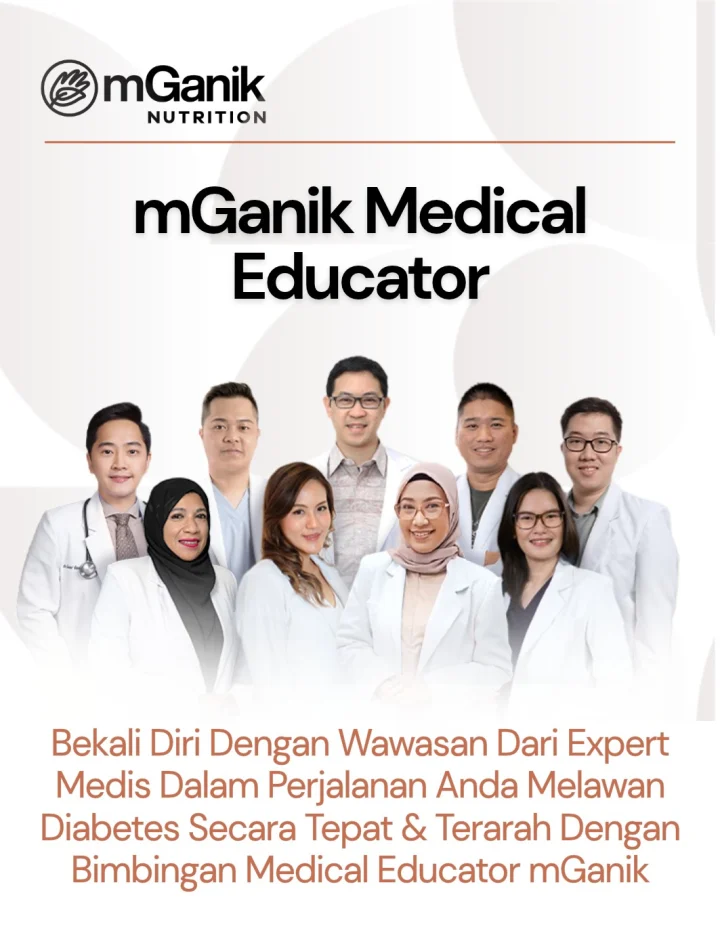 mGanik
NUTRITION
mGanik Medical
Educator
Bekali Diri Dengan Wawasan Dari Expert
Medis Dalam Perjalanan Anda Melawan
Diabetes Secara Tepat & Terarah Dengan
Bimbingan Medical Educator mGanik